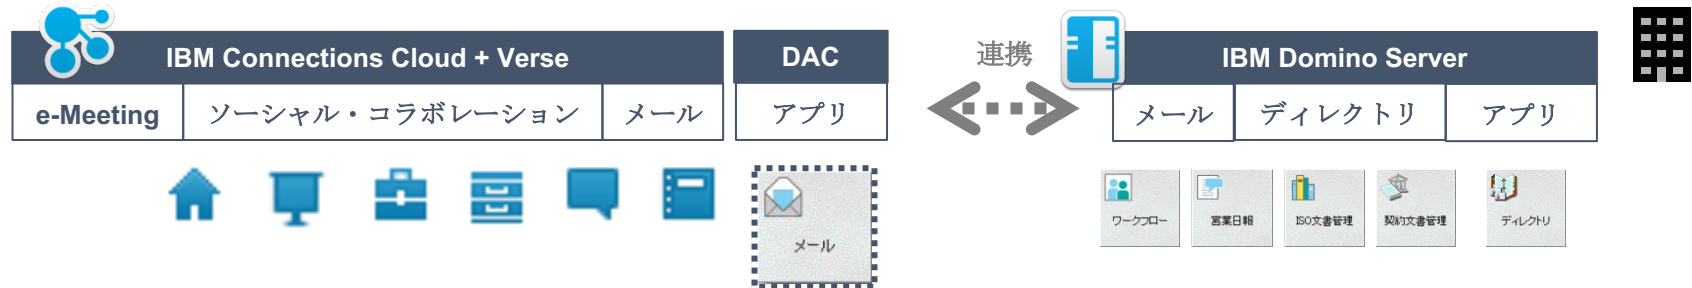 IBM Connections Cloud + Verse
DAC
連携
IBM Domino Server
e-Meeting
ソーシャル・コラボレーション
メール
アプリ
メール
ディレクトリ
アプリ
メール
ワークフロー
営業日報
ISO文書管理
契約文書管理
ディレクトリ